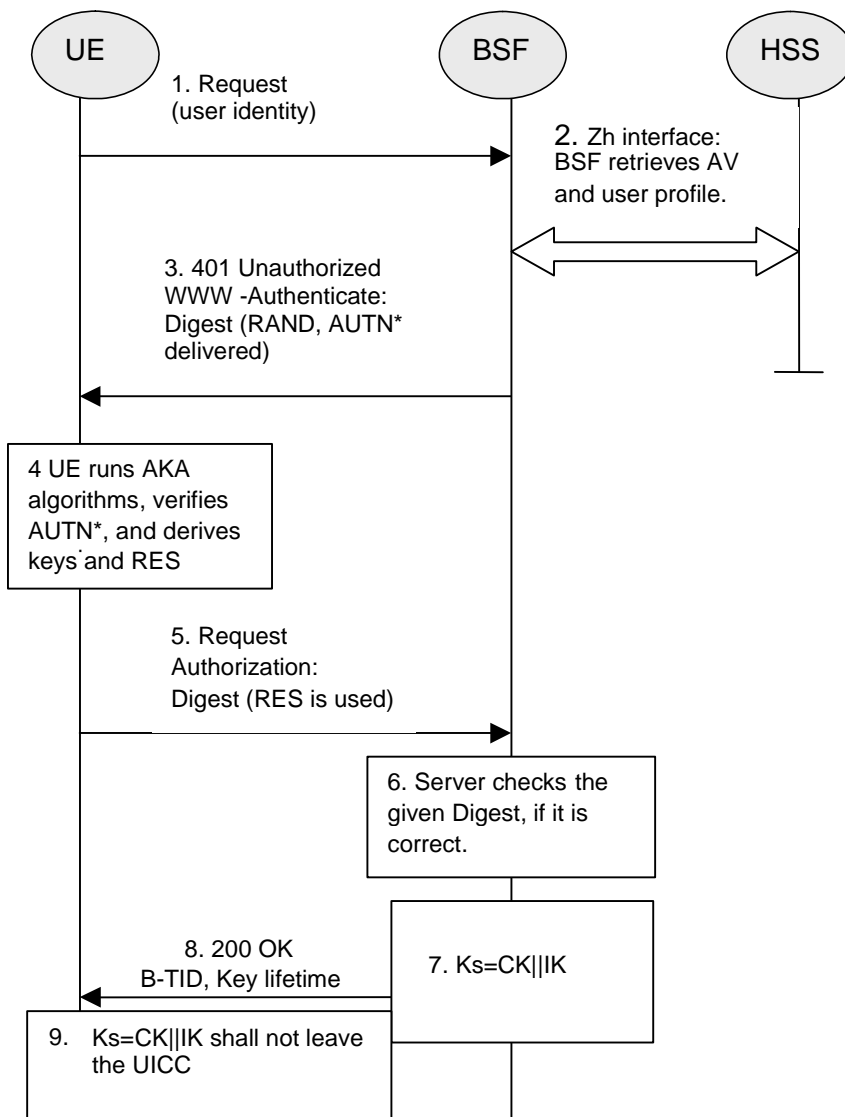 UE
BSF
HSS
1. Request
(user identity)
2. Zh interface:
BSF retrieves AV
and user profile.
3. 401 Unauthorized
WWW -Authenticate:
Digest (RAND, AUTN*
delivered)
4 UE runs AKA
algorithms, verifies
AUTN*, and derives
keys and RES
5. Request
Authorization:
Digest (RES is used)
6. Server checks the
given Digest, if it is
correct.
7. Ks=CK||IK
8. 200 OK
B-TID, Key lifetime
9. Ks=CK||IK shall not leave
the UICC